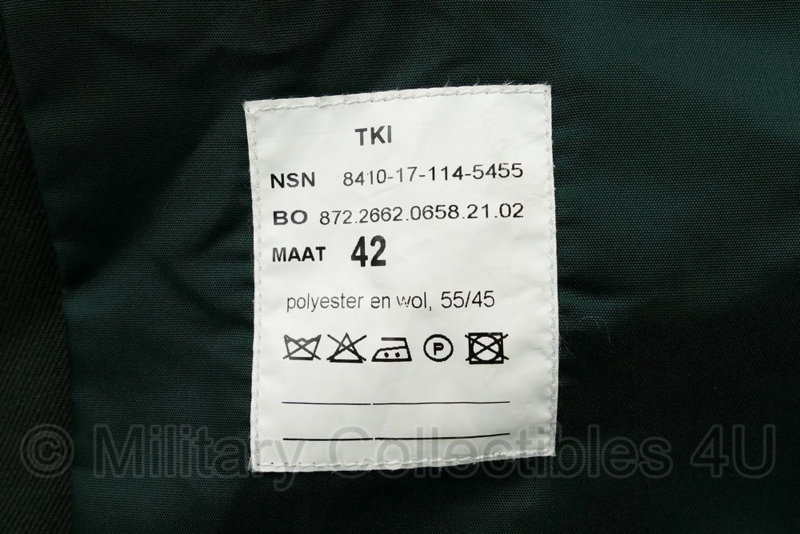 TKI
NSN 8410-17-114-5455
BO 872.2662.0658.21.02
MAAT 42
polyester en wol, 55/45
P
© Military Collectibles 4U